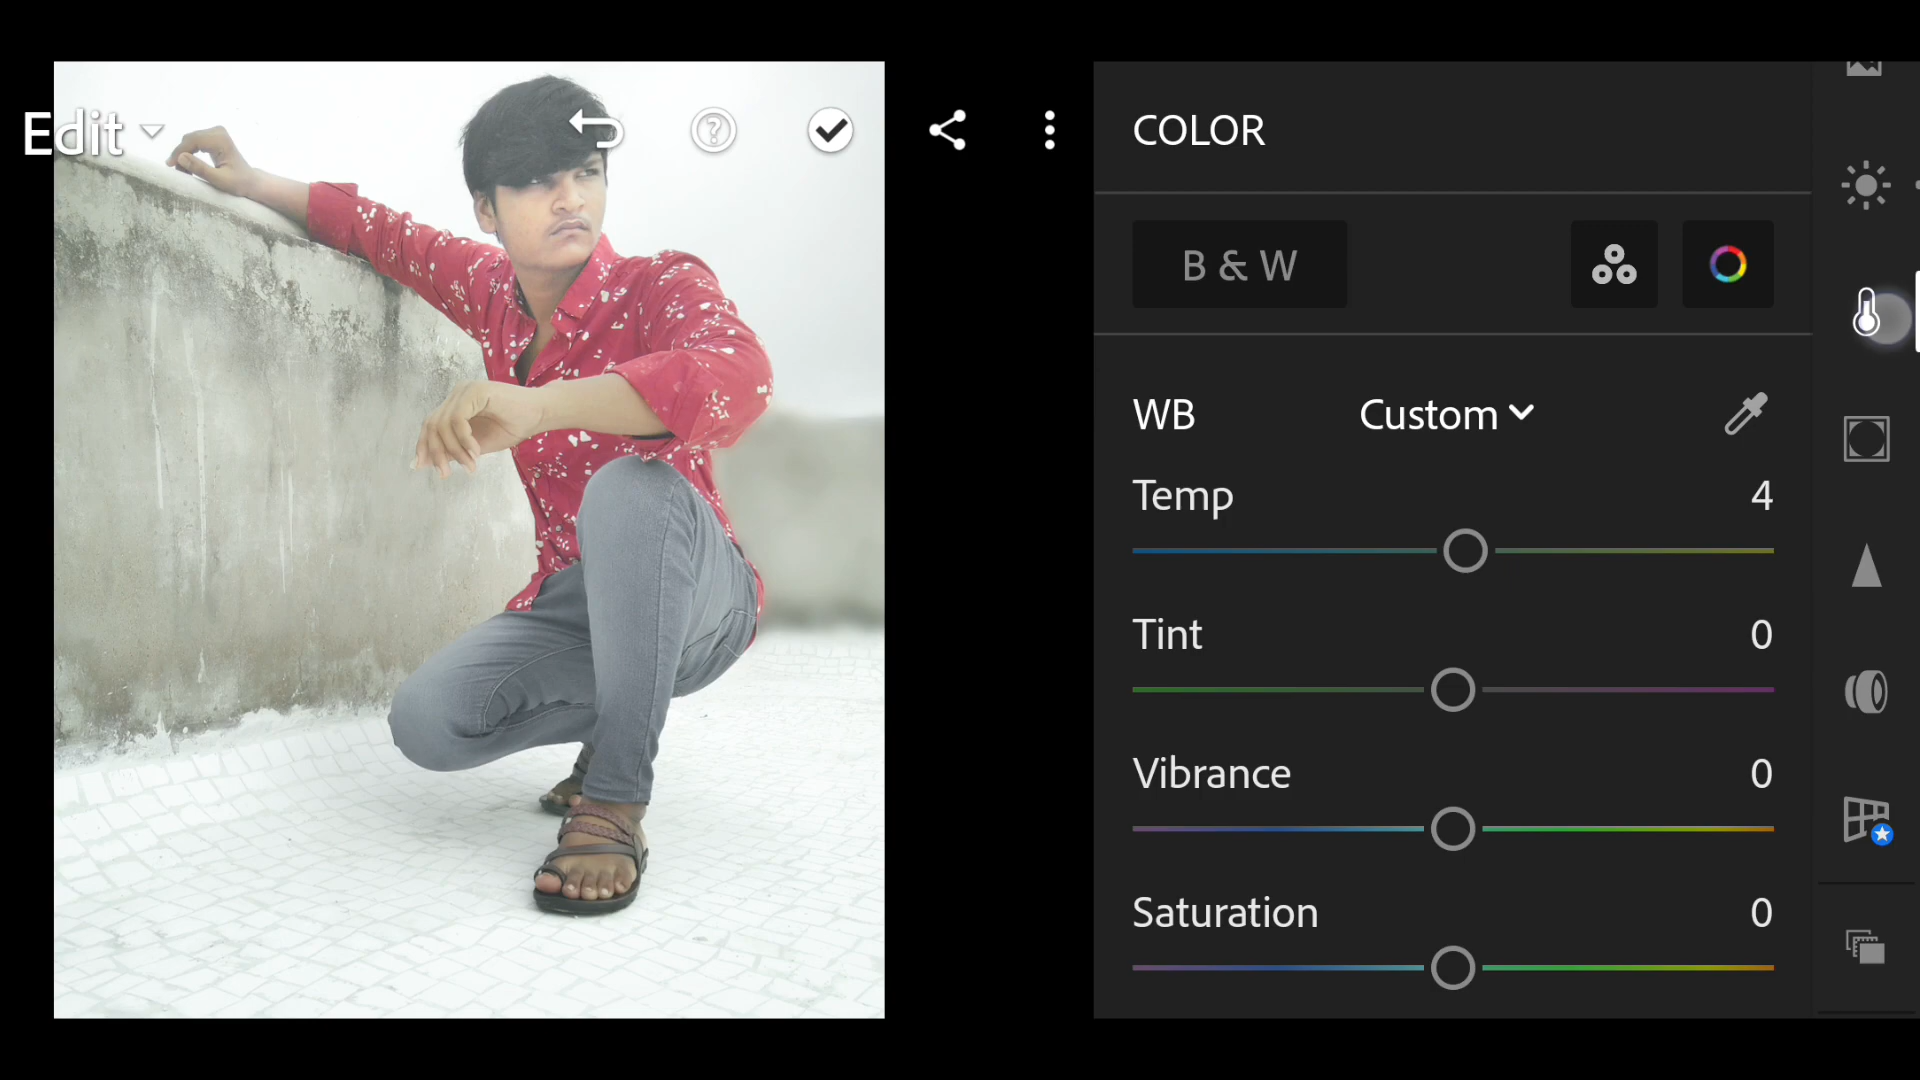 Edit
COLOR
B & W
WB Custom
Temp 4
Tint 0
Vibrance 0
Saturation 0